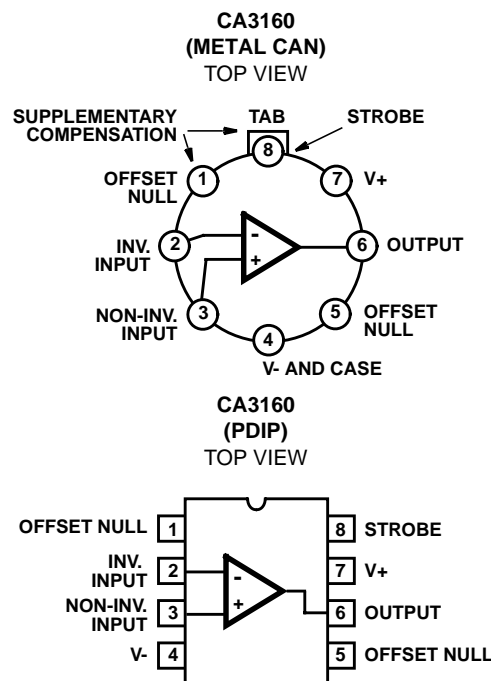 CA3160
(METAL CAN)
TOP VIEW
SUPPLEMENTARY
COMPENSATION
TAB
STROBE
8
OFFSET
NULL
1
7
V+
INV.
INPUT
2
-
+
6
OUTPUT
NON-INV.
INPUT
3
5
OFFSET
NULL
4
V- AND CASE
CA3160
(PDIP)
TOP VIEW
OFFSET NULL
1
8
STROBE
INV.
INPUT
2
-
7
V+
NON-INV.
INPUT
3
+
6
OUTPUT
V-
4
5
OFFSET NULL